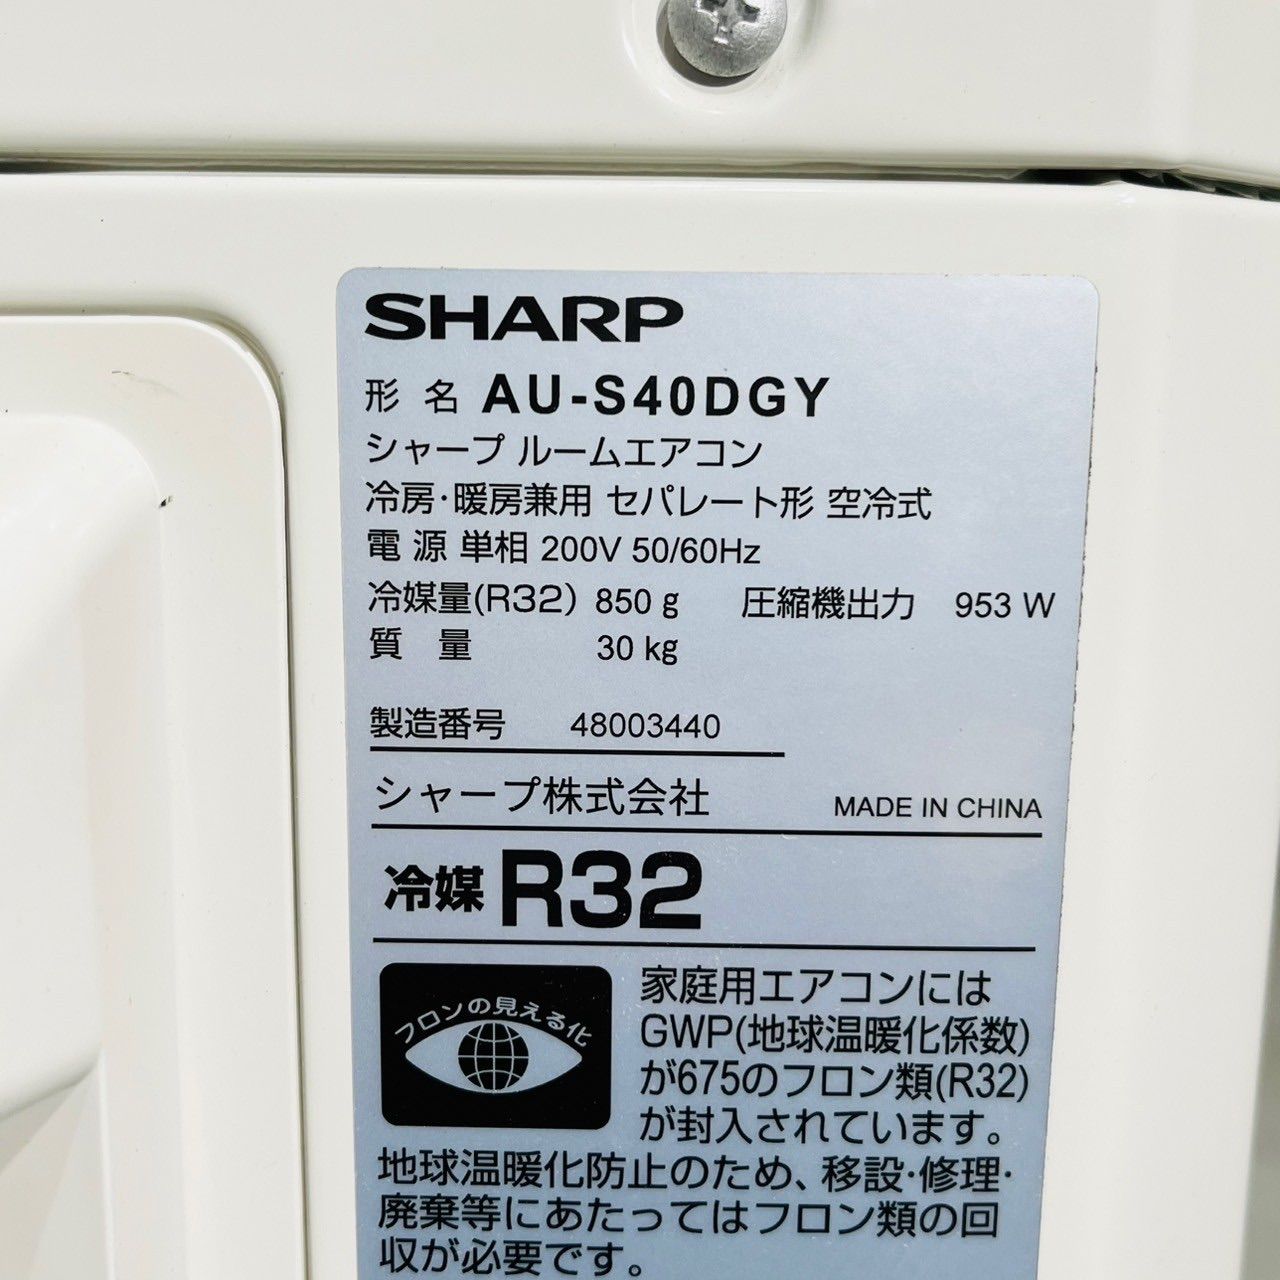 SHARP
形 名 AU-S40DGY
シャープ ルームエアコン
冷房･暖房兼用 セパレート形 空冷式
電 源 単相 200V 50/60Hz
冷媒量(R32) 850 g 圧縮機出力 953 W
質 量 30 kg
製造番号 48003440
シャープ株式会社 MADE IN CHINA
冷媒 R32
フロンの見える化
家庭用エアコンには
GWP(地球温暖化係数)
が675のフロン類(R32)
が封入されています。
地球温暖化防止のため、移設･修理･
廃棄等にあたってはフロン類の回
収が必要です。